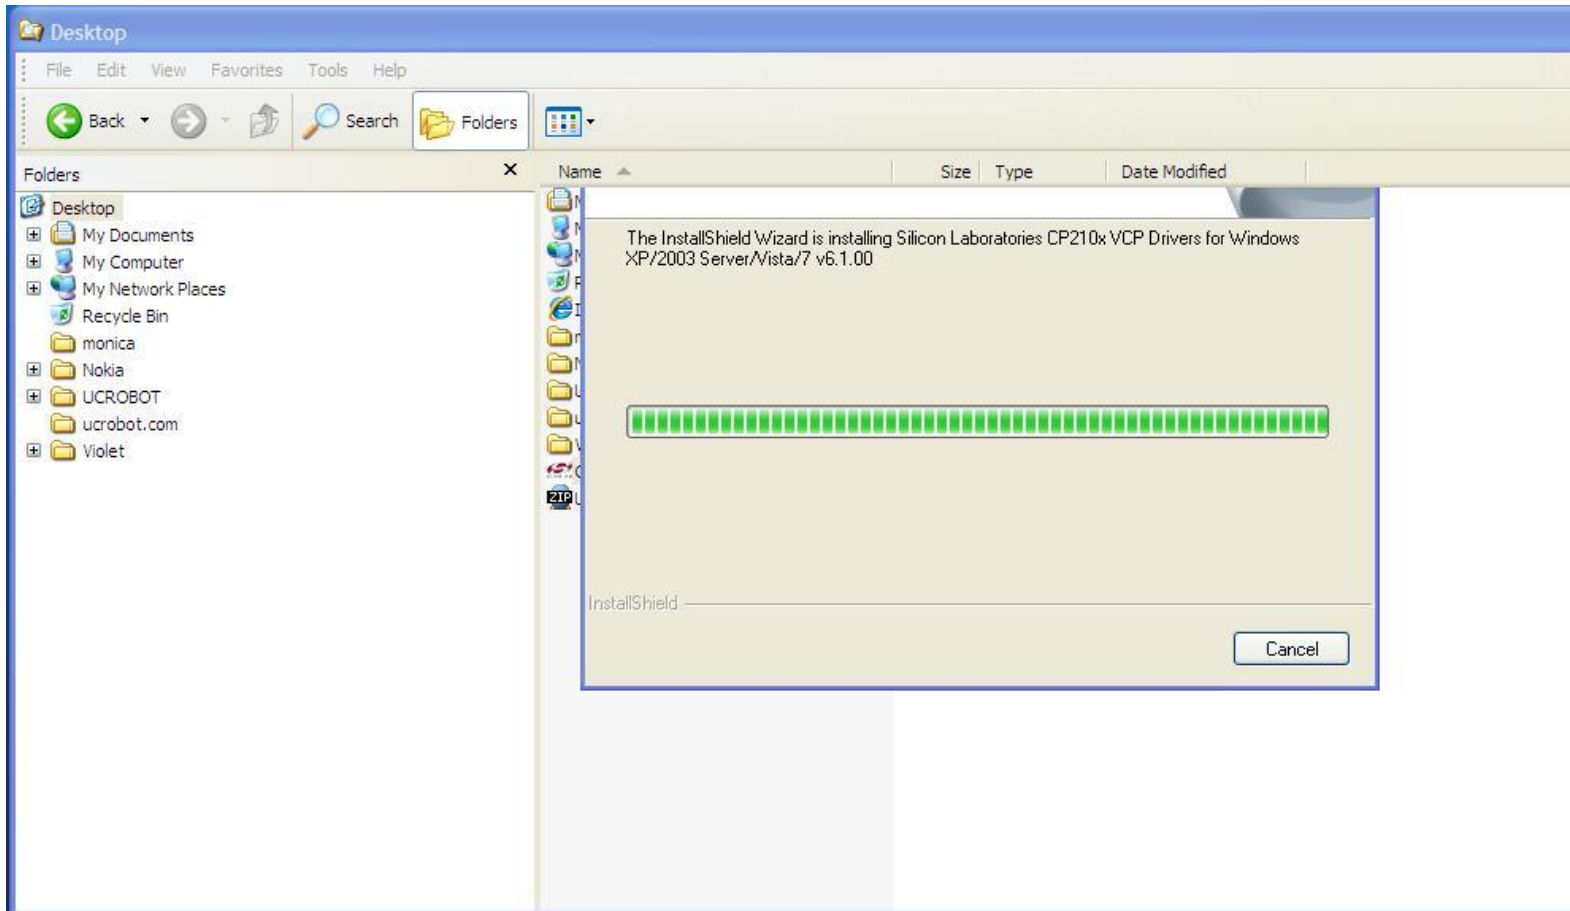 Desktop
File Edit View Favorites Tools Help
Back Search Folders
Folders
Name Size Type Date Modified
Desktop
My Documents
My Computer
My Network Places
Recycle Bin
monica
Nokia
UCROBOT
ucrobot.com
Violet
ZIP
The InstallShield Wizard is installing Silicon Laboratories CP210x VCP Drivers for Windows
XP/2003 Server/Vista/7 v6.1.00
InstallShield
Cancel